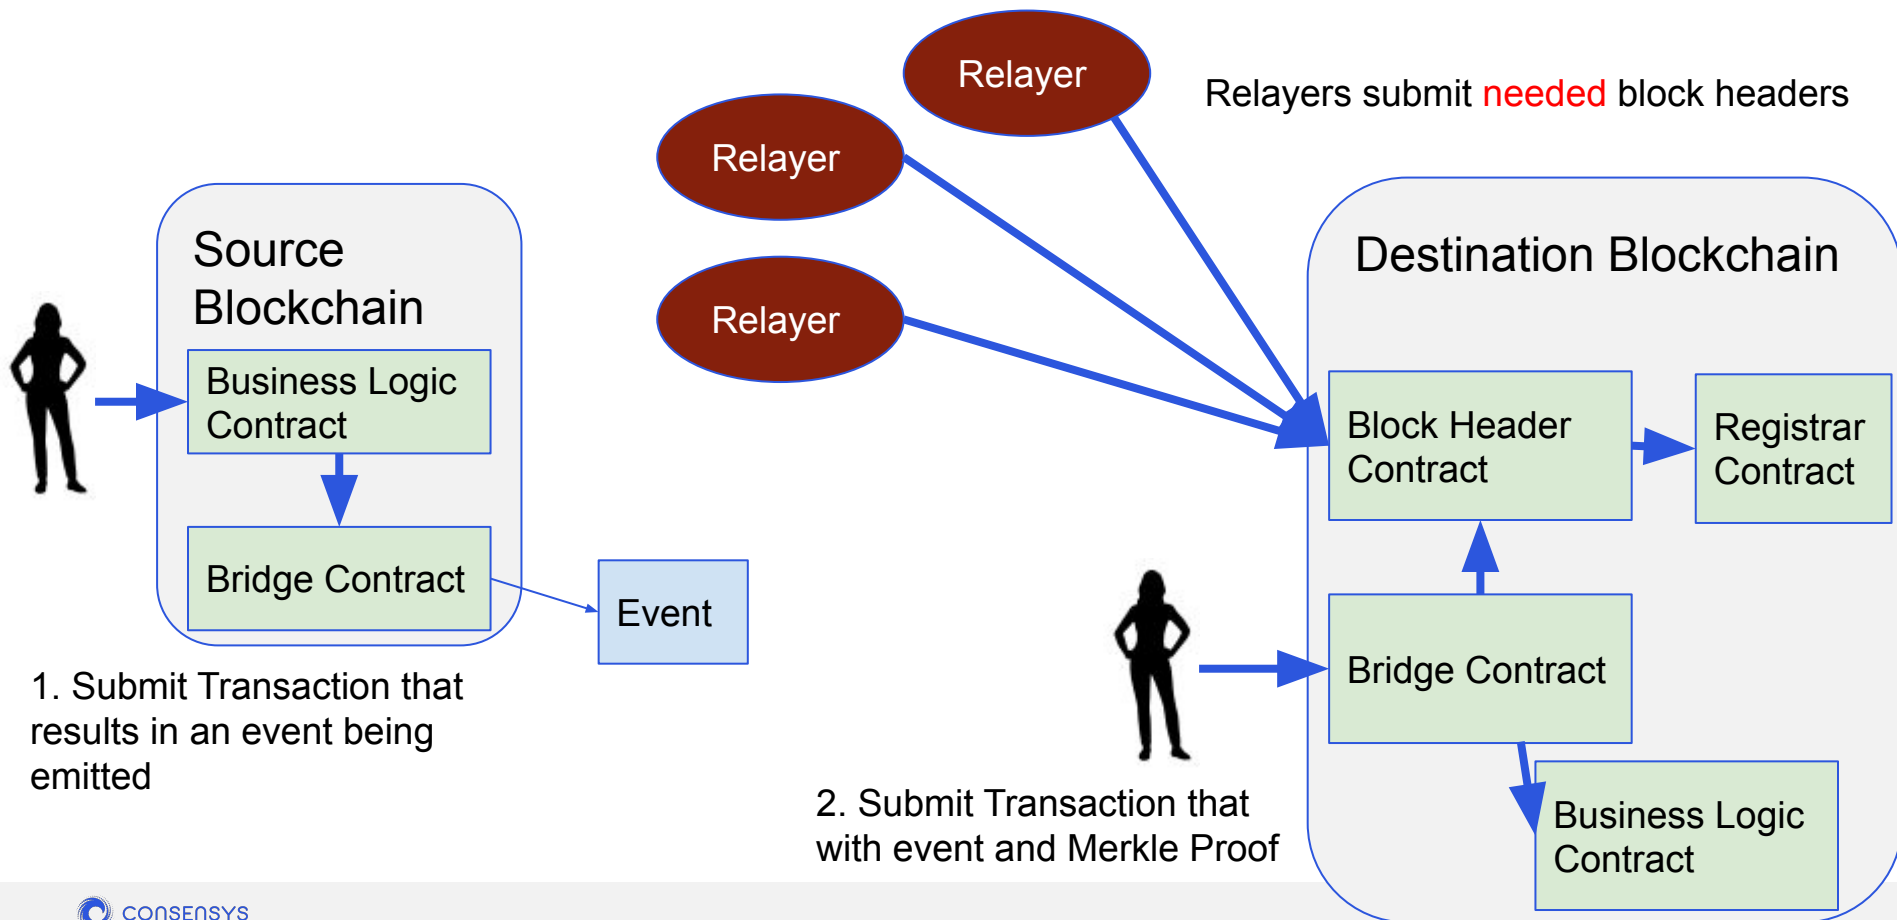 Relayer
Relayers submit needed block headers
Relayer
Relayer
Source
Blockchain
Business Logic
Contract
Bridge Contract
Event
1. Submit Transaction that
results in an event being
emitted
Destination Blockchain
Block Header
Contract
Registrar
Contract
Bridge Contract
Business Logic
Contract
2. Submit Transaction that
with event and Merkle Proof
CONSENSYS